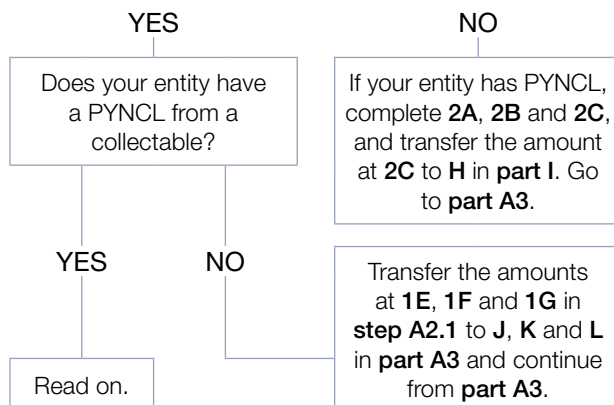 YES
NO
Does your entity have
a PYNCL from a
collectable?
If your entity has PYNCL,
complete 2A, 2B and 2C,
and transfer the amount
at 2C to H in part I. Go
to part A3.
YES
NO
Transfer the amounts
at 1E, 1F and 1G in
step A2.1 to J, K and L
in part A3 and continue
from part A3.
Read on.